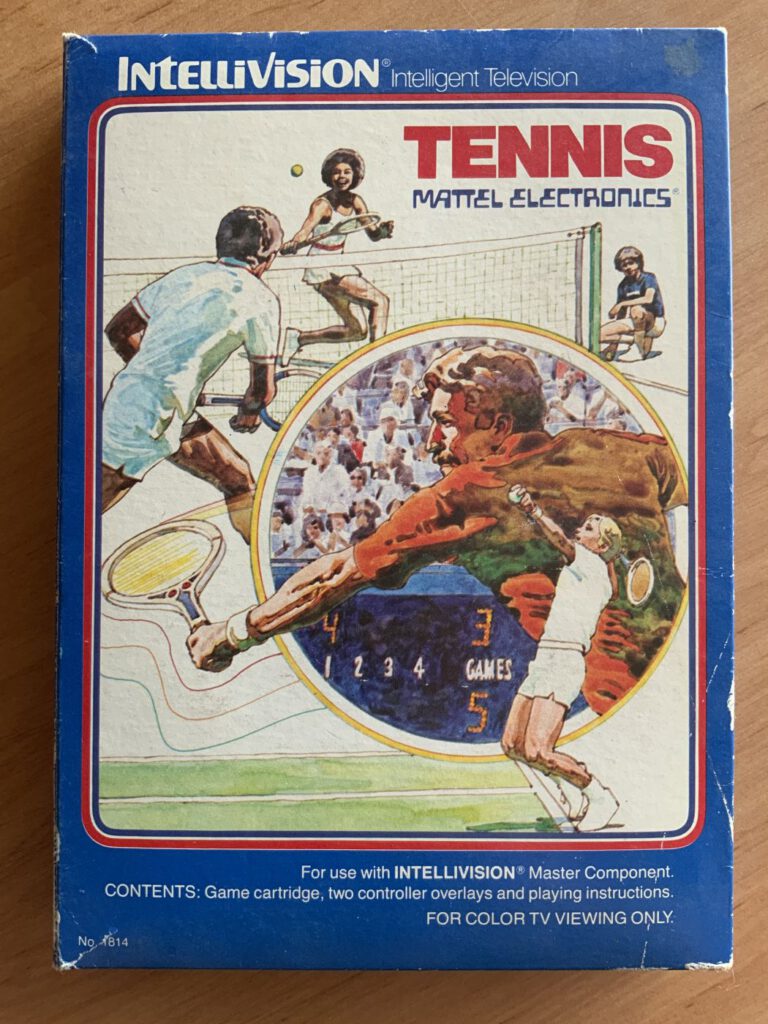 INTELLIVISION® Intelligent Television
TENNIS
MATTEL ELECTRONICS®
4 3
1 2 3 4 GAMES
5
For use with INTELLIVISION® Master Component.
CONTENTS: Game cartridge, two controller overlays and playing instructions.
FOR COLOR TV VIEWING ONLY.
No. 1814